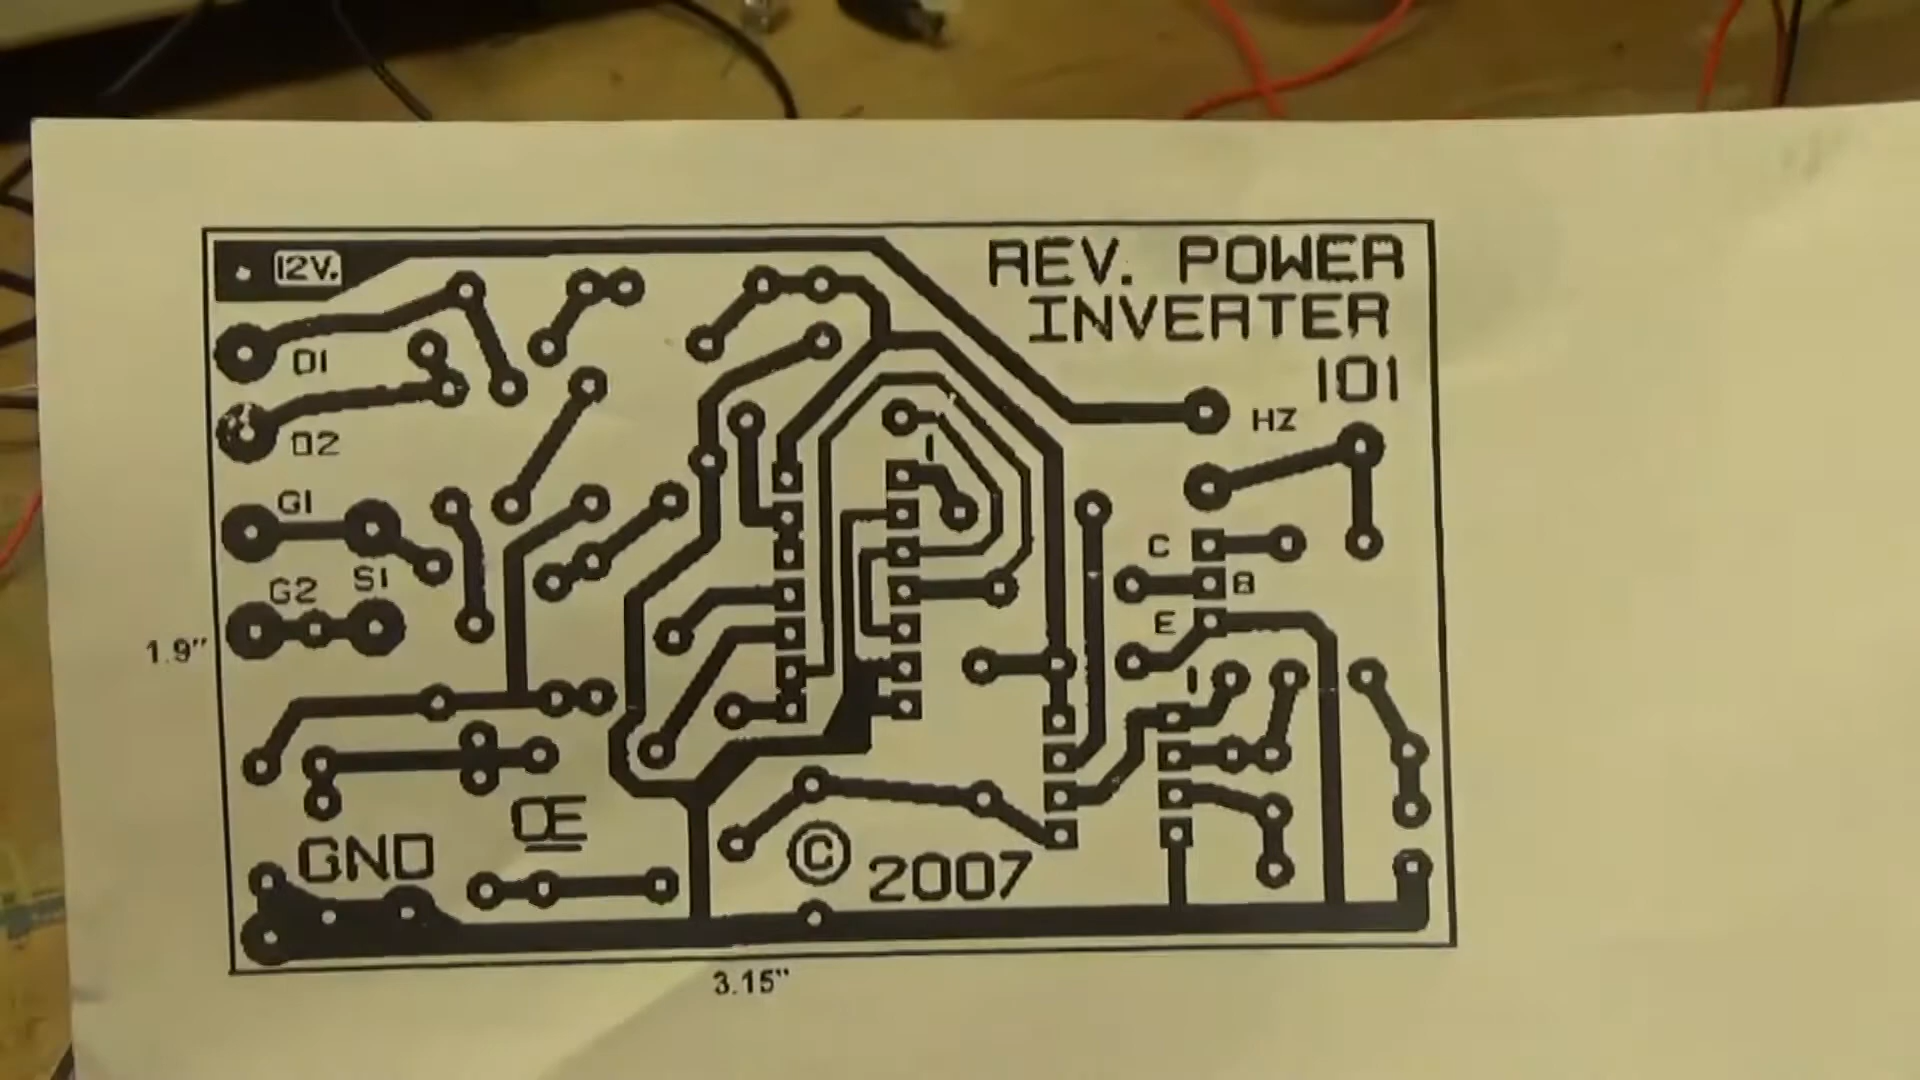 12V.
REV. POWER
INVERTER
101
D1
HZ
D2
G1
C
B
S1
G2
E
1.9"
1
1
CE
GND
© 2007
3.15"